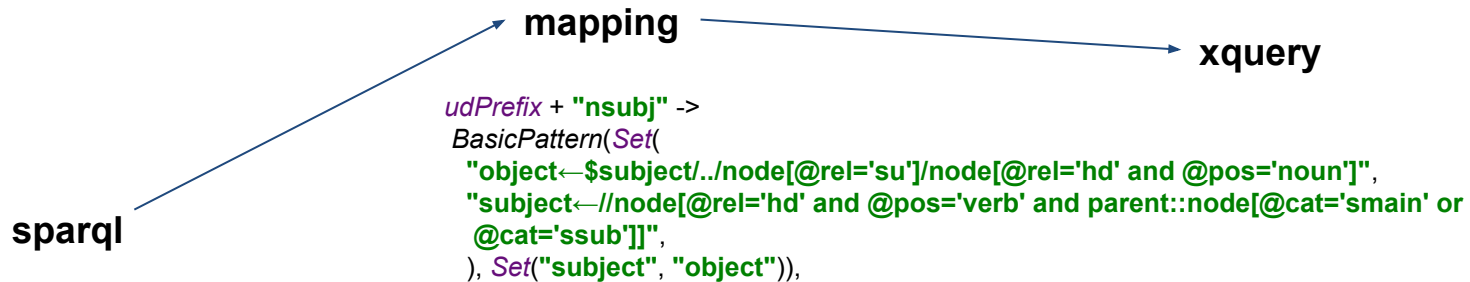 mapping
xquery
sparql
udPrefix + "nsubj" ->
BasicPattern(Set(
"object←$subject/../node[@rel='su']/node[@rel='hd' and @pos='noun']",
"subject←//node[@rel='hd' and @pos='verb' and parent::node[@cat='smain' or
@cat='ssub']]",
), Set("subject", "object")),